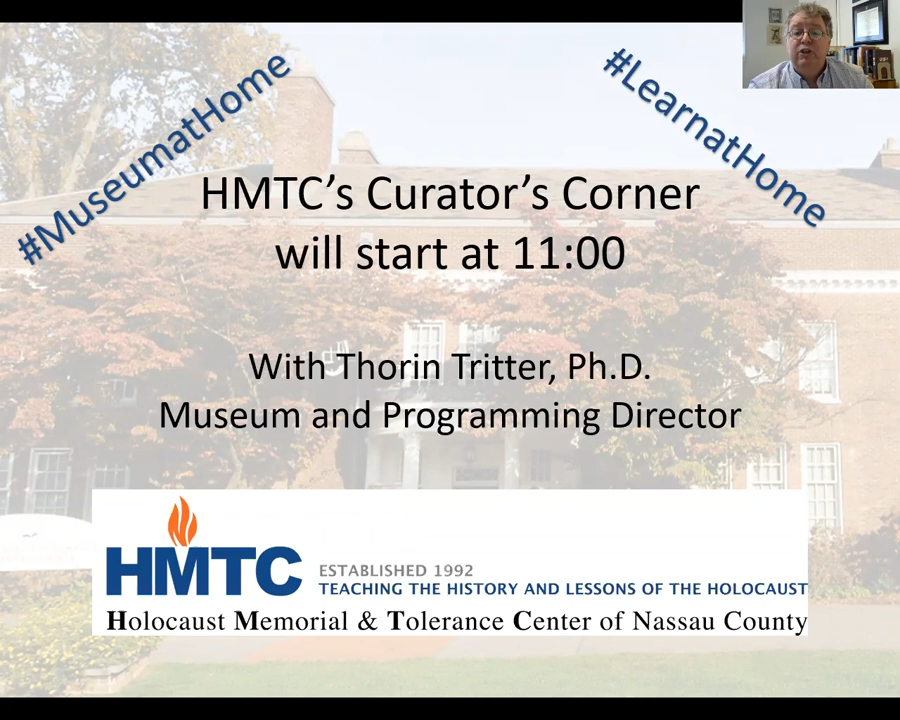 #MuseumatHome
#LearnatHome
HMTC's Curator's Corner
will start at 11:00
With Thorin Tritter, Ph.D.
Museum and Programming Director
HMTC
ESTABLISHED 1992
TEACHING THE HISTORY AND LESSONS OF THE HOLOCAUST
Holocaust Memorial & Tolerance Center of Nassau County